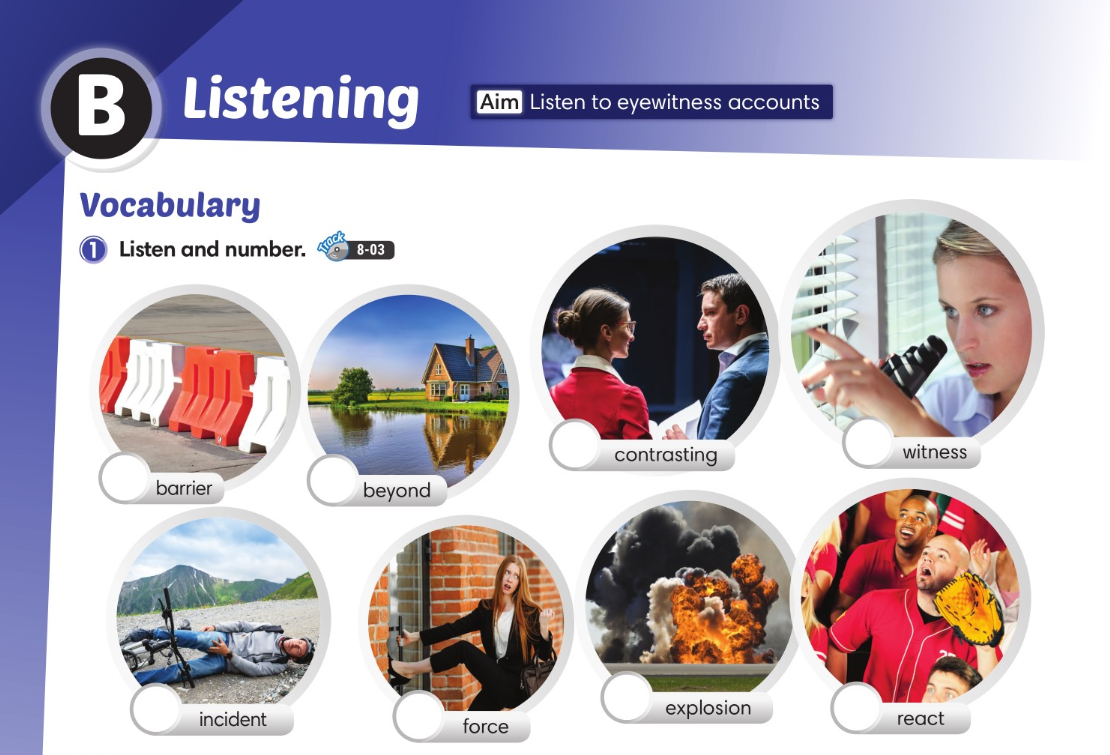 B
Listening
Aim Listen to eyewitness accounts
Vocabulary
1 Listen and number. Track 8-03
barrier
beyond
contrasting
witness
incident
force
explosion
react